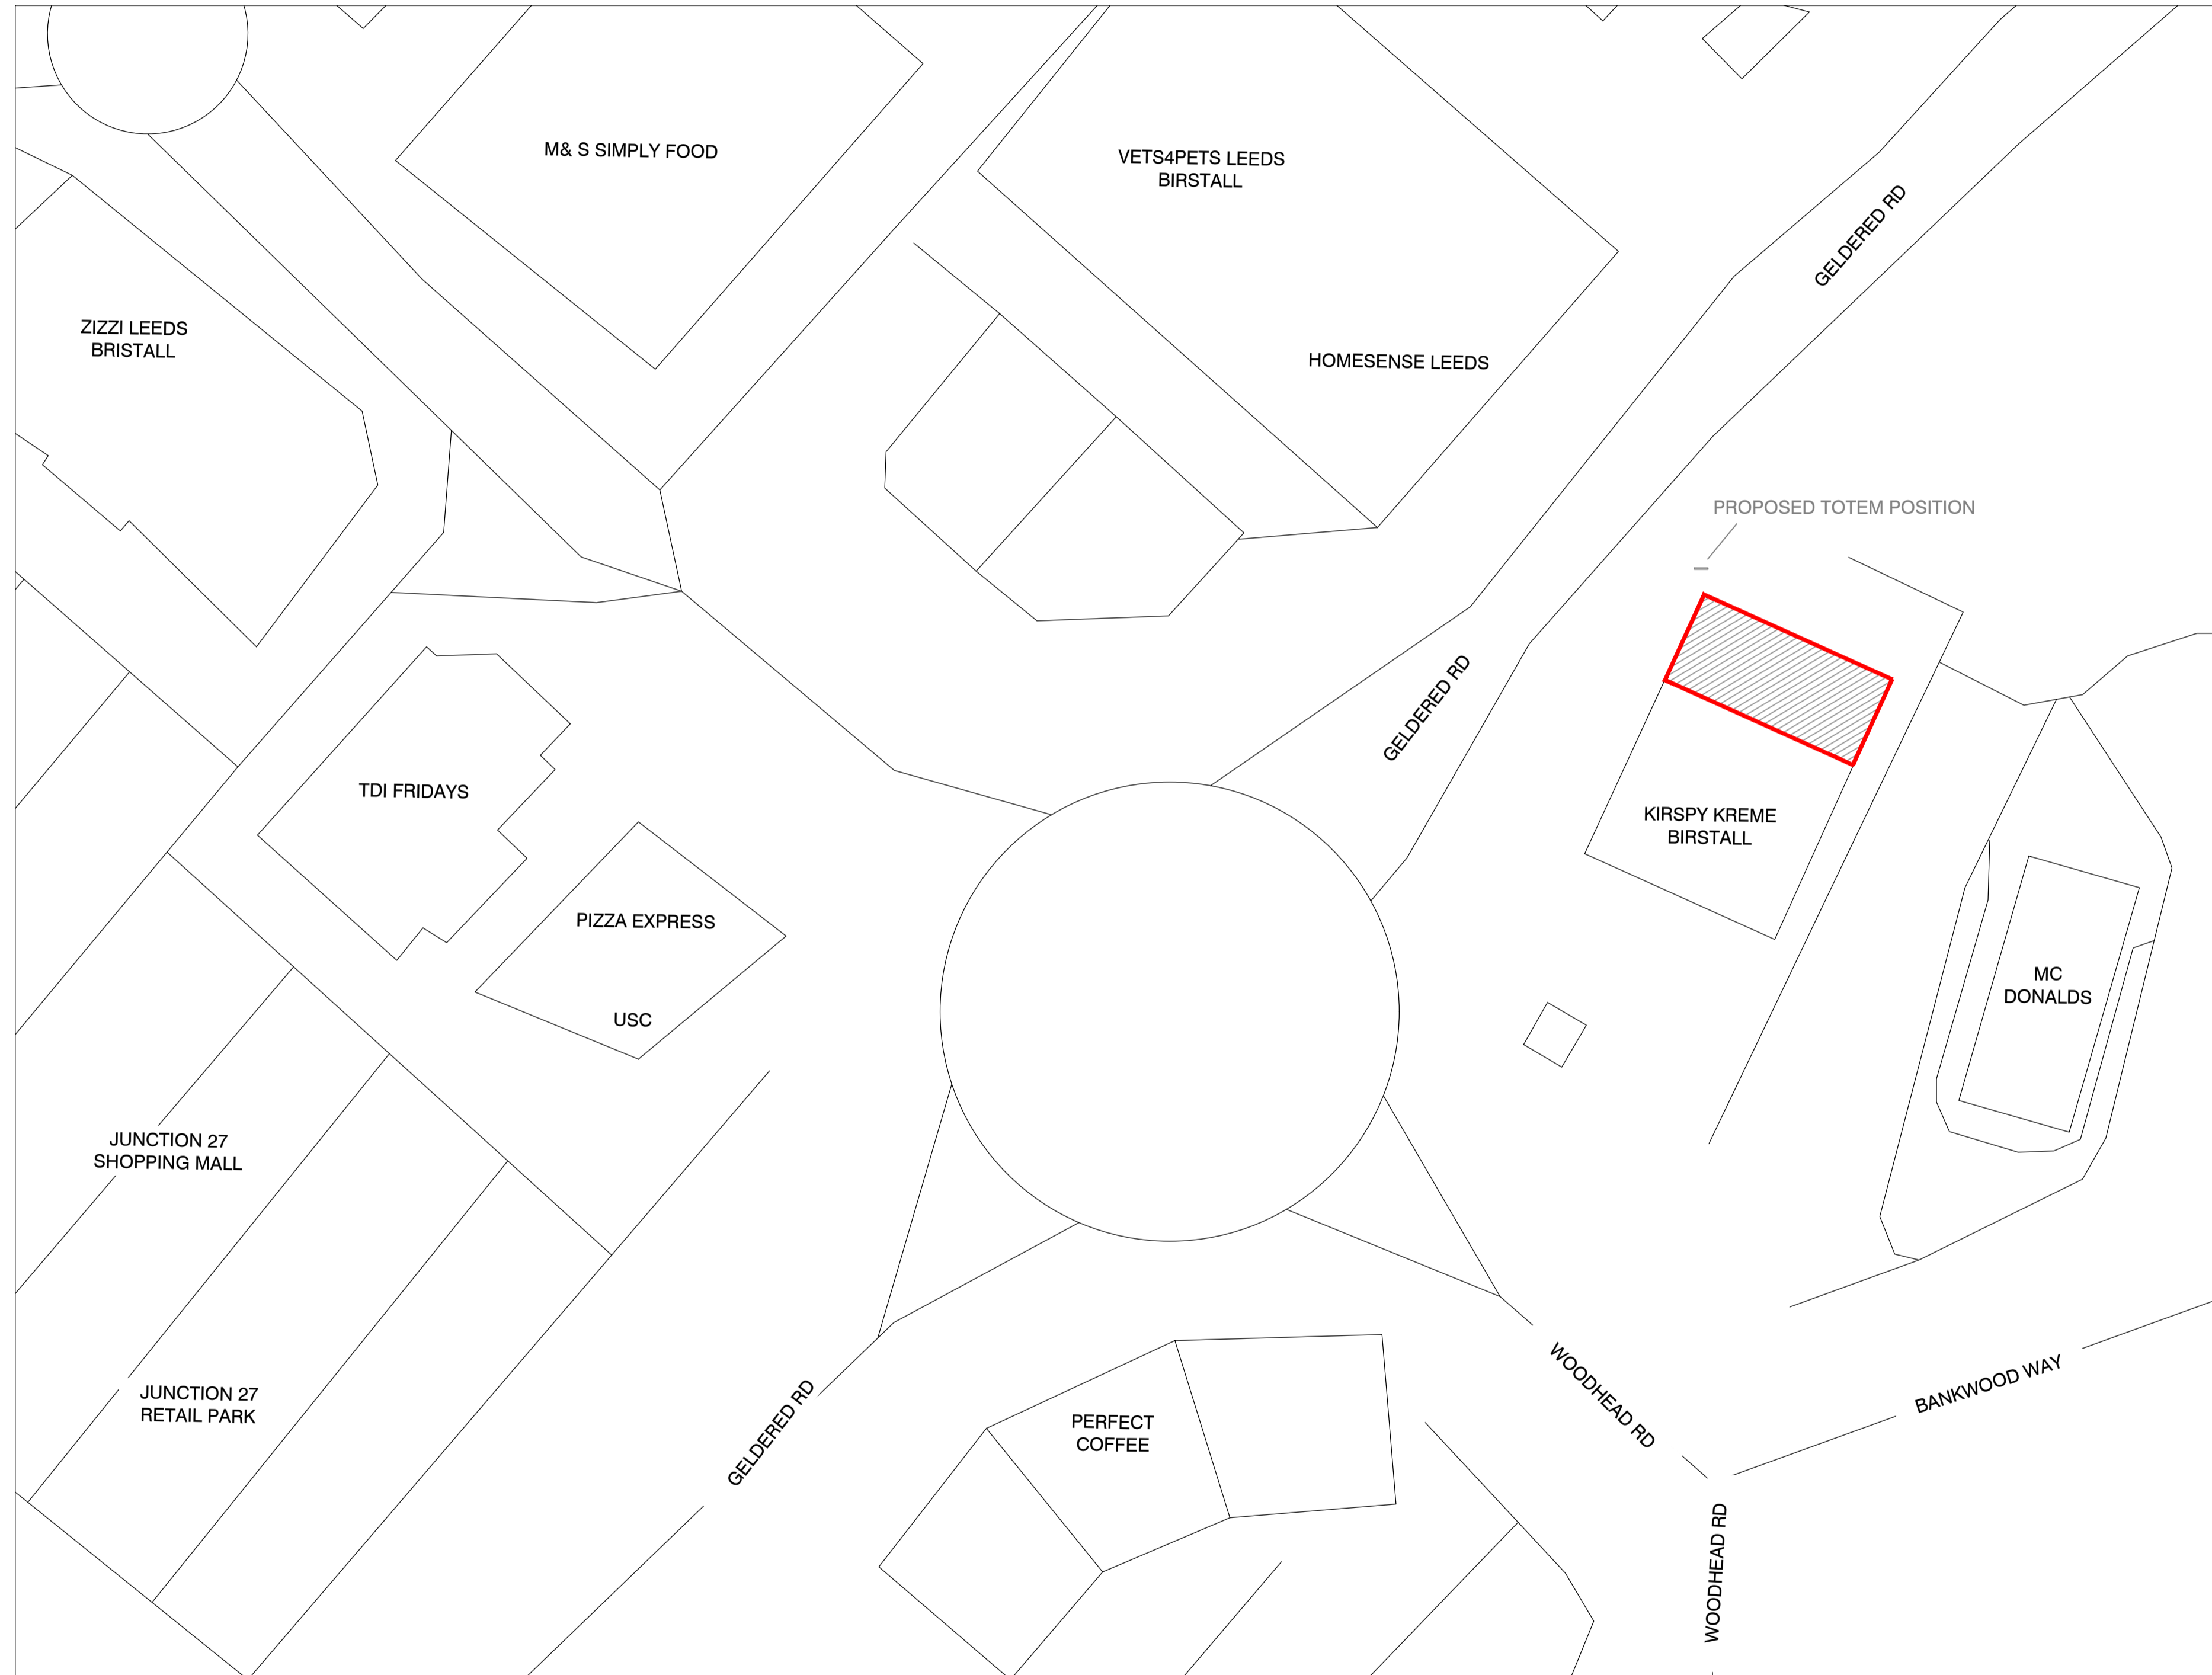 M& S SIMPLY FOOD
VETS4PETS LEEDS
BIRSTALL
GELDERED RD
ZIZZI LEEDS
BRISTALL
HOMESENSE LEEDS
PROPOSED TOTEM POSITION
GELDERED RD
TDI FRIDAYS
KIRSPY KREME
BIRSTALL
PIZZA EXPRESS
USC
MC
DONALDS
JUNCTION 27
SHOPPING MALL
JUNCTION 27
RETAIL PARK
GELDERED RD
PERFECT
COFFEE
WOODHEAD RD
BANKWOOD WAY
WOODHEAD RD